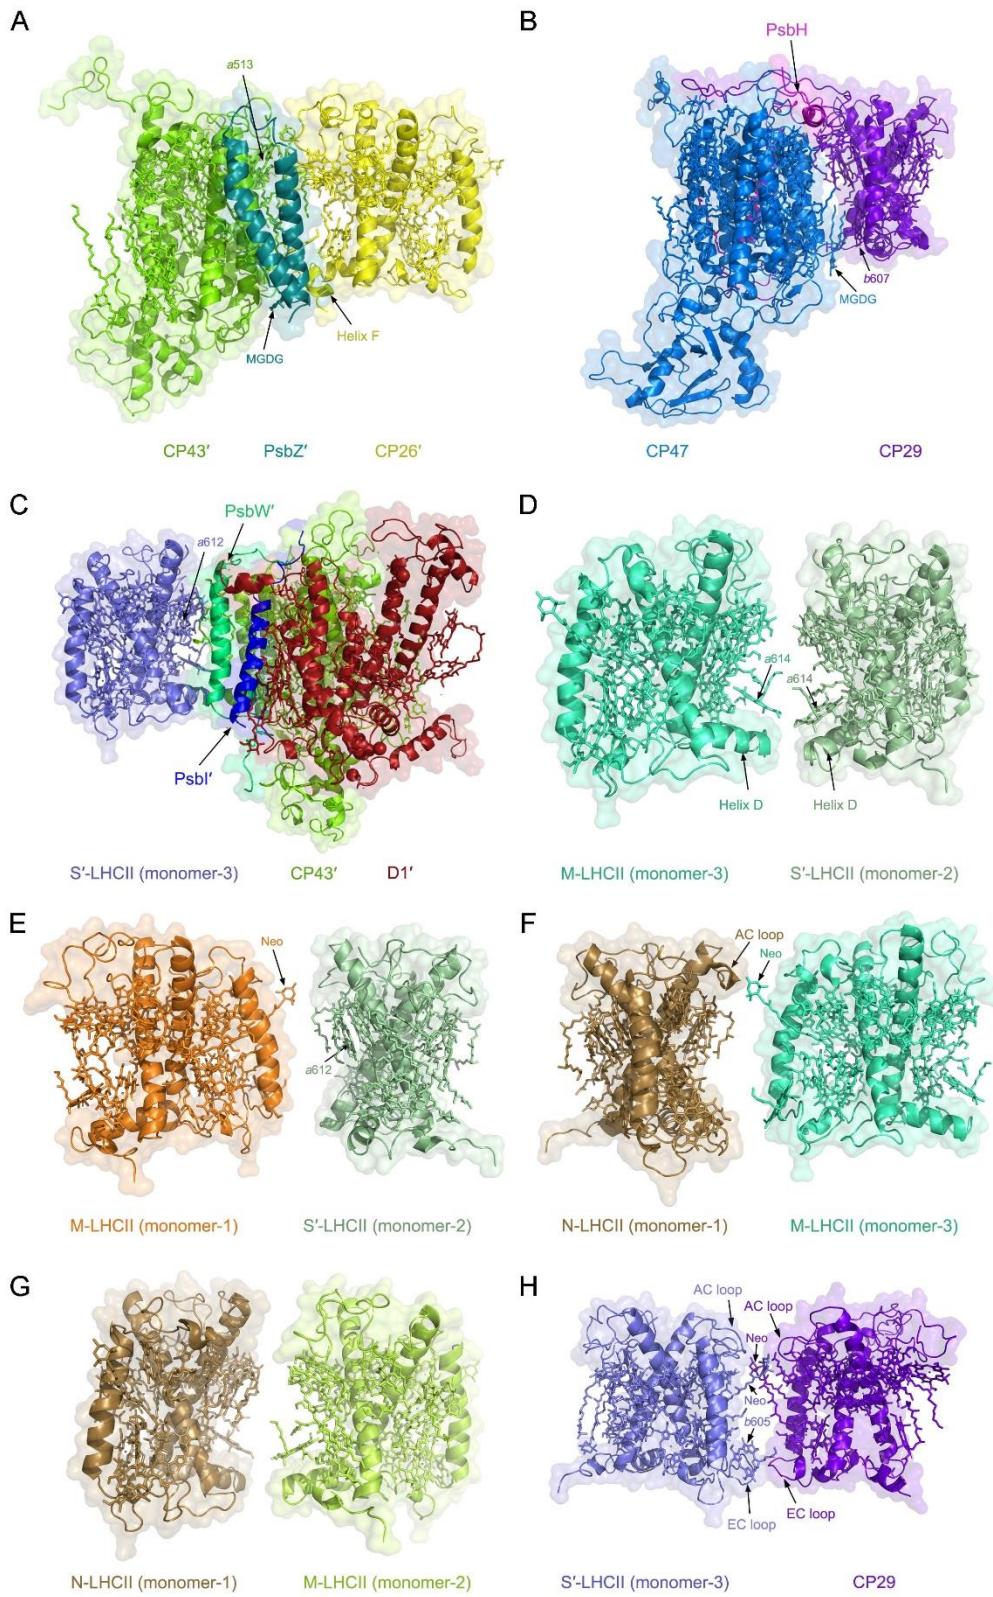 A
a513
Helix F
MGDG
CP43′ PsbZ′ CP26′
B
PsbH
b607
MGDG
CP47 CP29
C
PsbW′
a612
PsbI′
S′-LHCII (monomer-3) CP43′ D1′
D
a614
a614
Helix D Helix D
M-LHCII (monomer-3) S′-LHCII (monomer-2)
E
Neo
a612
M-LHCII (monomer-1) S′-LHCII (monomer-2)
F
AC loop
Neo
N-LHCII (monomer-1) M-LHCII (monomer-3)
G
N-LHCII (monomer-1) M-LHCII (monomer-2)
H
AC loop
AC loop
Neo
Neo
b605
EC loop
EC loop
S′-LHCII (monomer-3) CP29